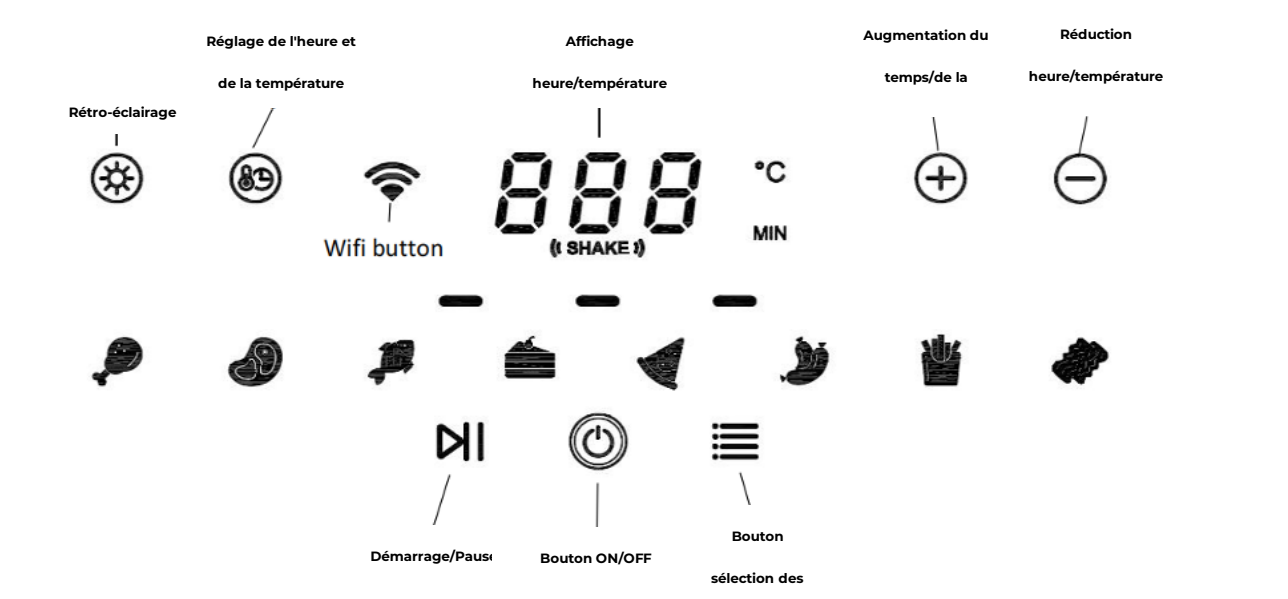 Réglage de l'heure et
de la température
Affichage
heure/température
Augmentation du
temps/de la
Réduction
heure/température
Rétro-éclairage
888
°C
MIN
SHAKE
Wifi button
Démarrage/Pause
Bouton ON/OFF
Bouton
sélection des